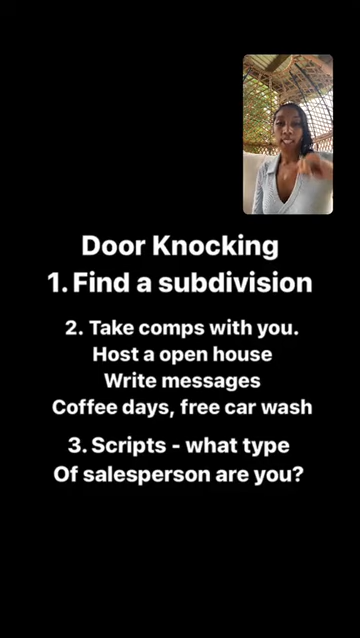 Door Knocking
1. Find a subdivision
2. Take comps with you.
Host a open house
Write messages
Coffee days, free car wash
3. Scripts - what type
Of salesperson are you?